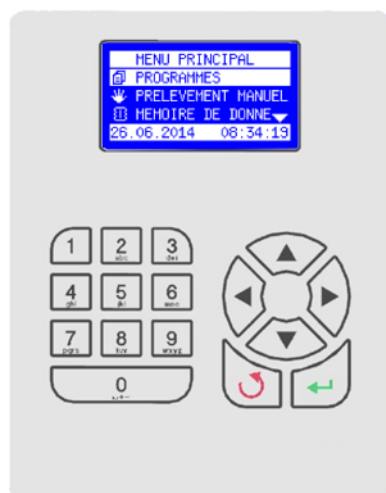 MENU PRINCIPAL
PROGRAMMES
PRELEVEMENT MANUEL
MEMOIRE DE DONNE
26.06.2014 08:34:19
1 2 3
abc def
4 5 6
ghi jkl mno
7 8 9
pqrs tuv wxyz
0